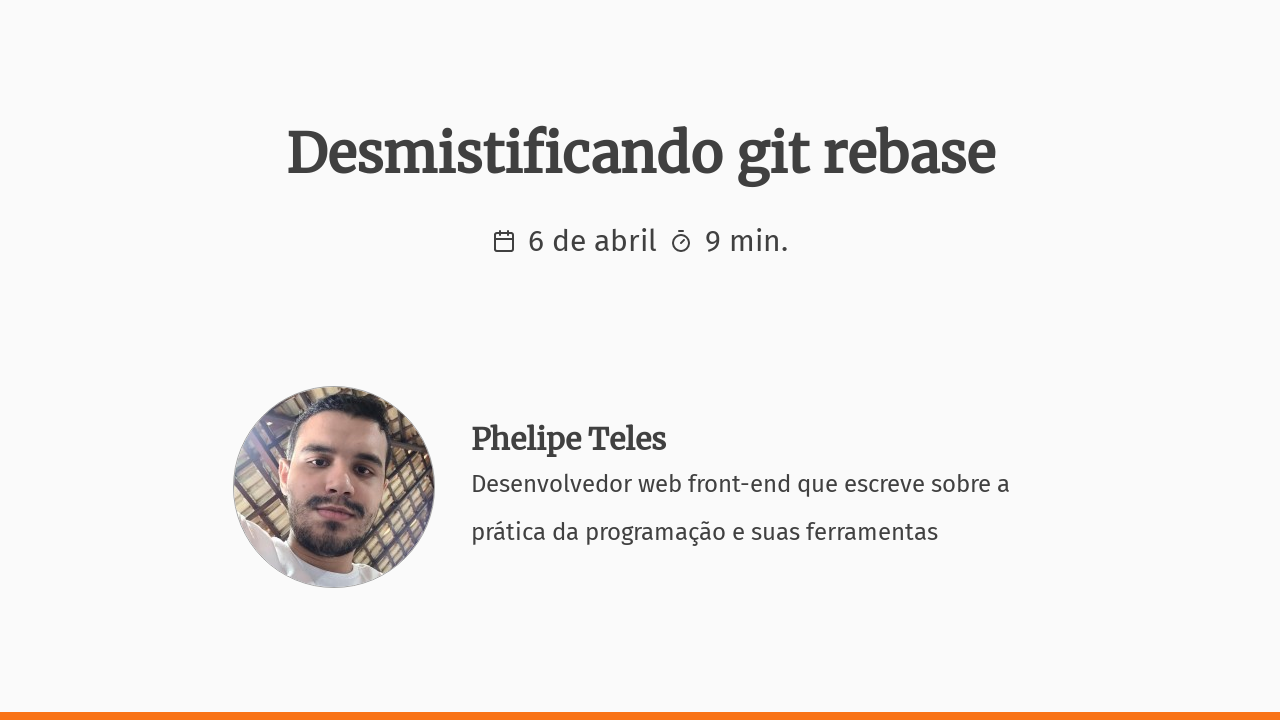 Desmistificando git rebase
6 de abril 9 min.
Phelipe Teles
Desenvolvedor web front-end que escreve sobre a
prática da programação e suas ferramentas